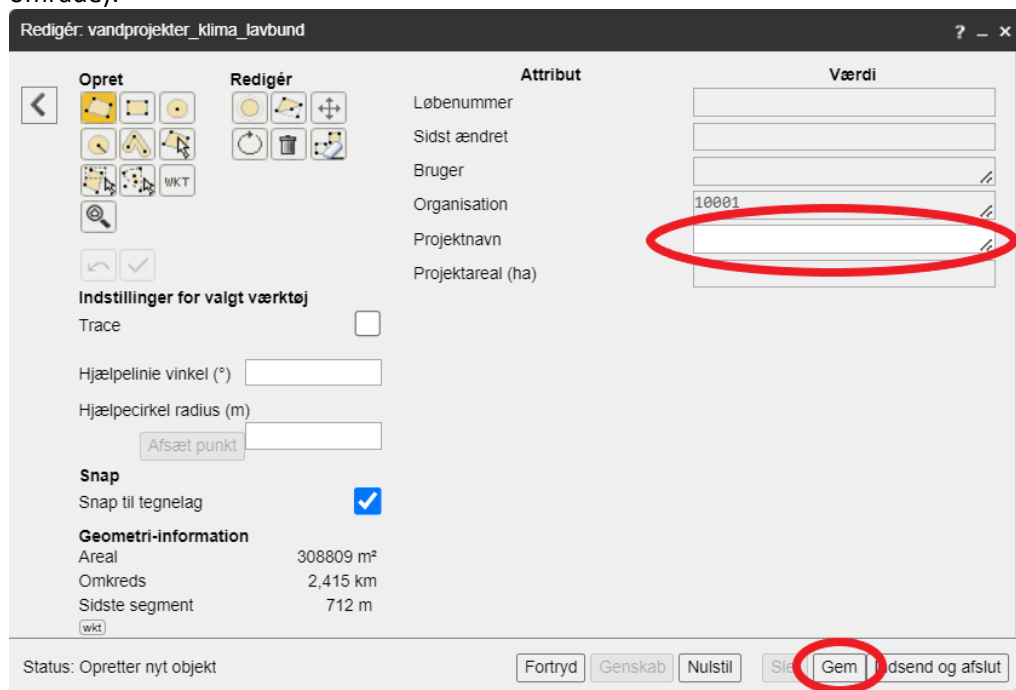 område).
Redigér: vandprojekter_klima_lavbund ? – ×
Opret Redigér
WKT
Indstillinger for valgt værktøj
Trace
Hjælpelinie vinkel (°)
Hjælpecirkel radius (m)
Afsæt punkt
Snap
Snap til tegnelag
Geometri-information
Areal 308809 m²
Omkreds 2,415 km
Sidste segment 712 m
wkt
Attribut Værdi
Løbenummer
Sidst ændret
Bruger
Organisation 10001
Projektnavn
Projektareal (ha)
Status: Opretter nyt objekt Fortryd Genskab Nulstil Gem og afslut